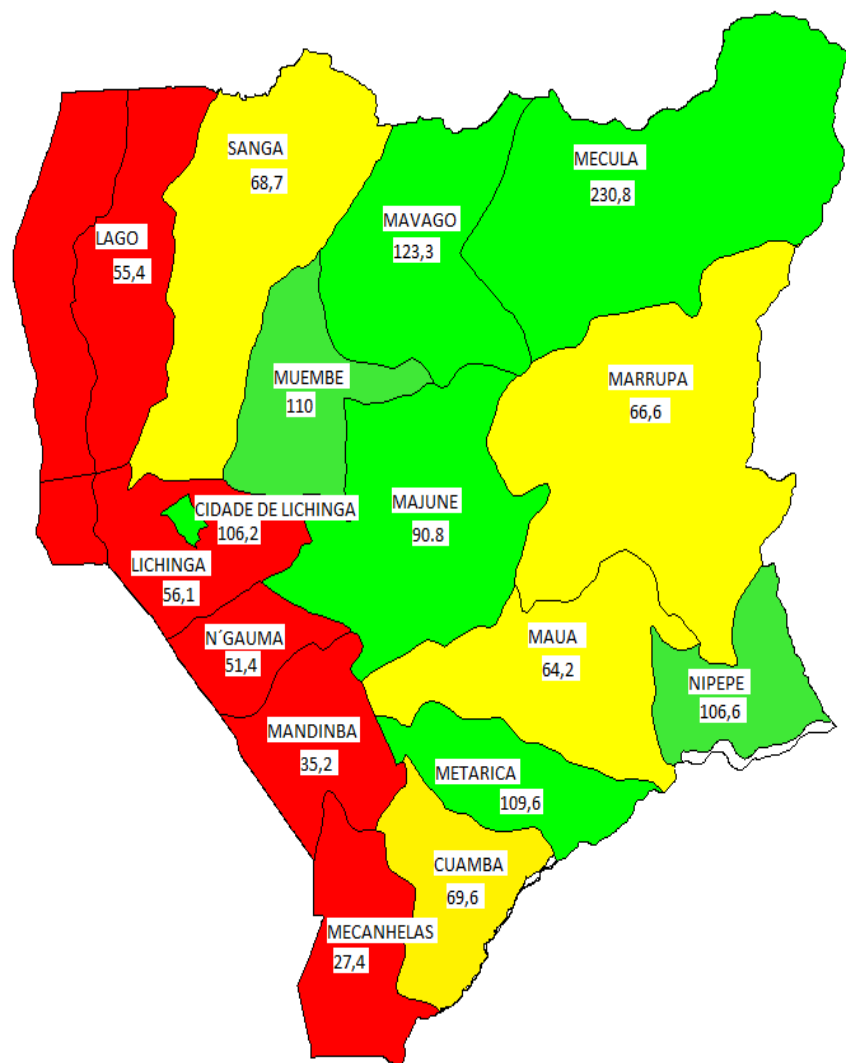 SANGA
68,7
MECULA
230,8
MAVAGO
123,3
LAGO
55,4
MUEMBE
110
MARRUPA
66,6
CIDADE DE LICHINGA
106,2
MAJUNE
90.8
LICHINGA
56,1
N´GAUMA
51,4
MAUA
64,2
NIPEPE
106,6
MANDINBA
35,2
METARICA
109,6
CUAMBA
69,6
MECANHELAS
27,4